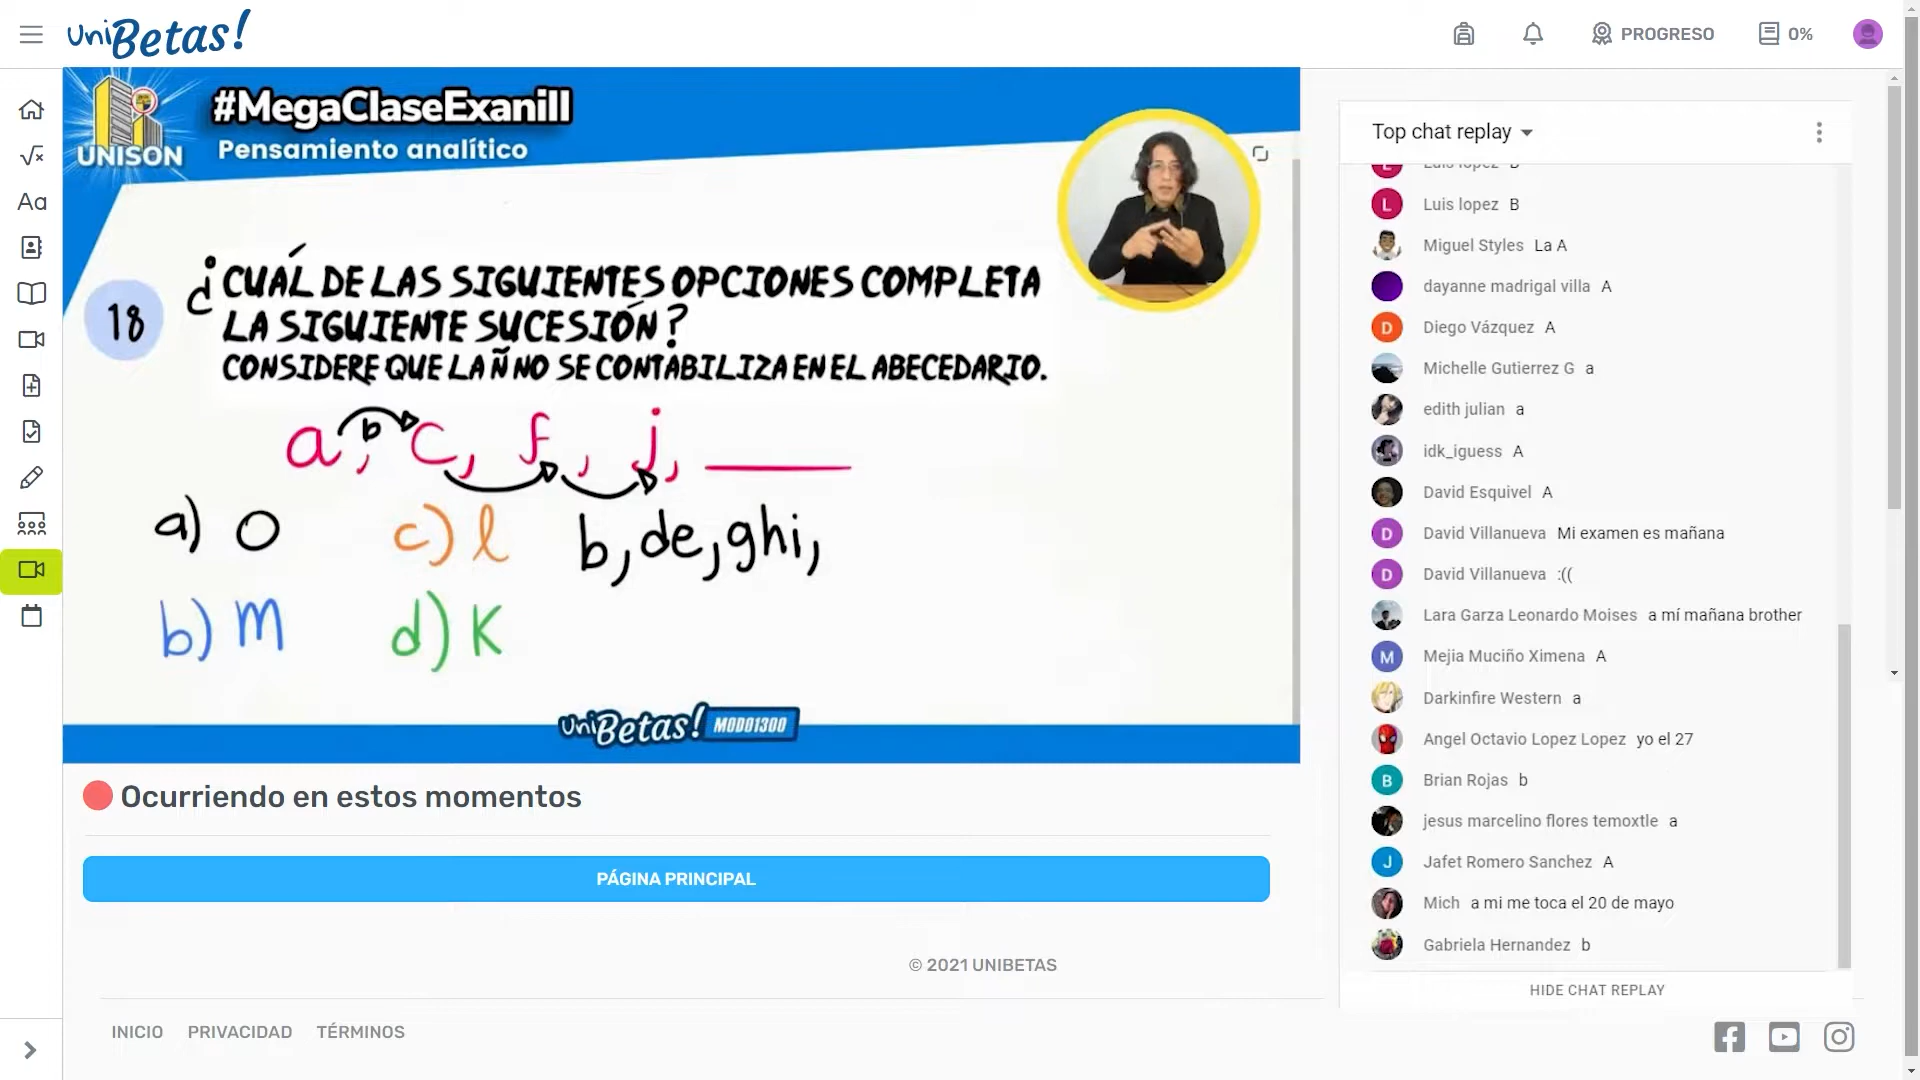 UniBetas!
PROGRESO
0%
UNISON
#MegaClaseExanill
Pensamiento analítico
18
¿CUÁL DE LAS SIGUIENTES OPCIONES COMPLETA
LA SIGUIENTE SUCESIÓN?
CONSIDERE QUE LA Ñ NO SE CONTABILIZA EN EL ABECEDARIO.
b
a, c, f, j,
a) O
c) l
b, de, ghi,
b) m
d) K
UniBetas! MODO1300
Ocurriendo en estos momentos
PÁGINA PRINCIPAL
© 2021 UNIBETAS
INICIO PRIVACIDAD TÉRMINOS
Aa
Top chat replay
Luis lopez B
L Luis lopez B
Miguel Styles La A
dayanne madrigal villa A
D Diego Vázquez A
Michelle Gutierrez G a
edith julian a
idk_iguess A
David Esquivel A
D David Villanueva Mi examen es mañana
D David Villanueva :((
Lara Garza Leonardo Moises a mí mañana brother
M Mejia Muciño Ximena A
Darkinfire Western a
Angel Octavio Lopez Lopez yo el 27
B Brian Rojas b
jesus marcelino flores temoxtle a
J Jafet Romero Sanchez A
Mich a mi me toca el 20 de mayo
Gabriela Hernandez b
HIDE CHAT REPLAY